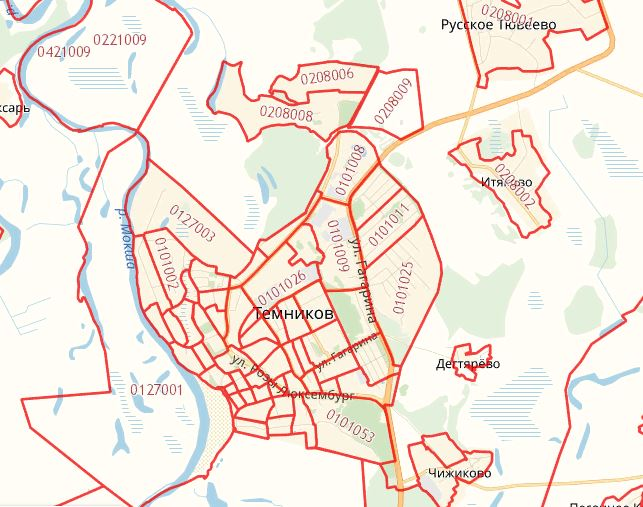 0208001
Русское Тювеево
0221009
0421009
0208006
0208009
0208008
0101008
Итяково
0208002
р. Мокша
0127003
0101011
0101009
ул. Гагарина
0101002
0101026
0101025
Темников
ул. Гагарина
Дегтярёво
ул. Розы Люксембург
0127001
0101053
Чижиково